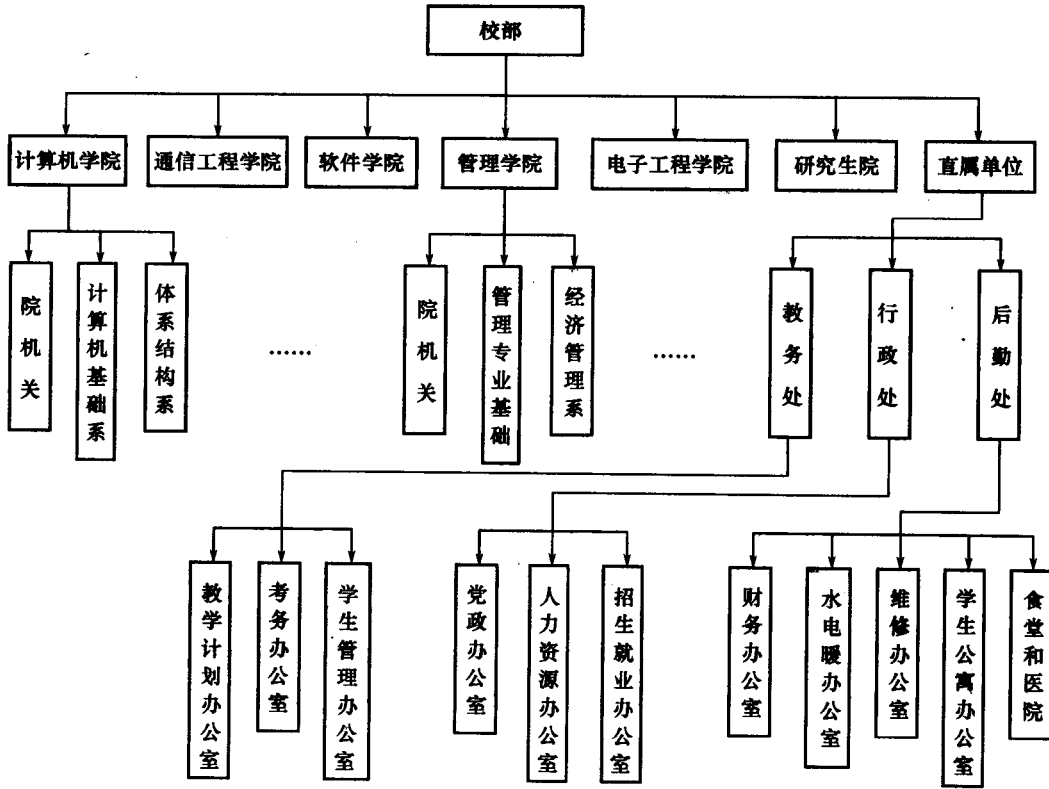 校部
计算机学院
通信工程学院
软件学院
管理学院
电子工程学院
研究生院
直属单位
院机关
计算机基础系
体系结构系
……
院机关
管理专业基础
经济管理系
……
教务处
行政处
后勤处
教学计划办公室
考务办公室
学生管理办公室
党政办公室
人力资源办公室
招生就业办公室
财务办公室
水电暖办公室
维修办公室
学生公寓办公室
食堂和医院